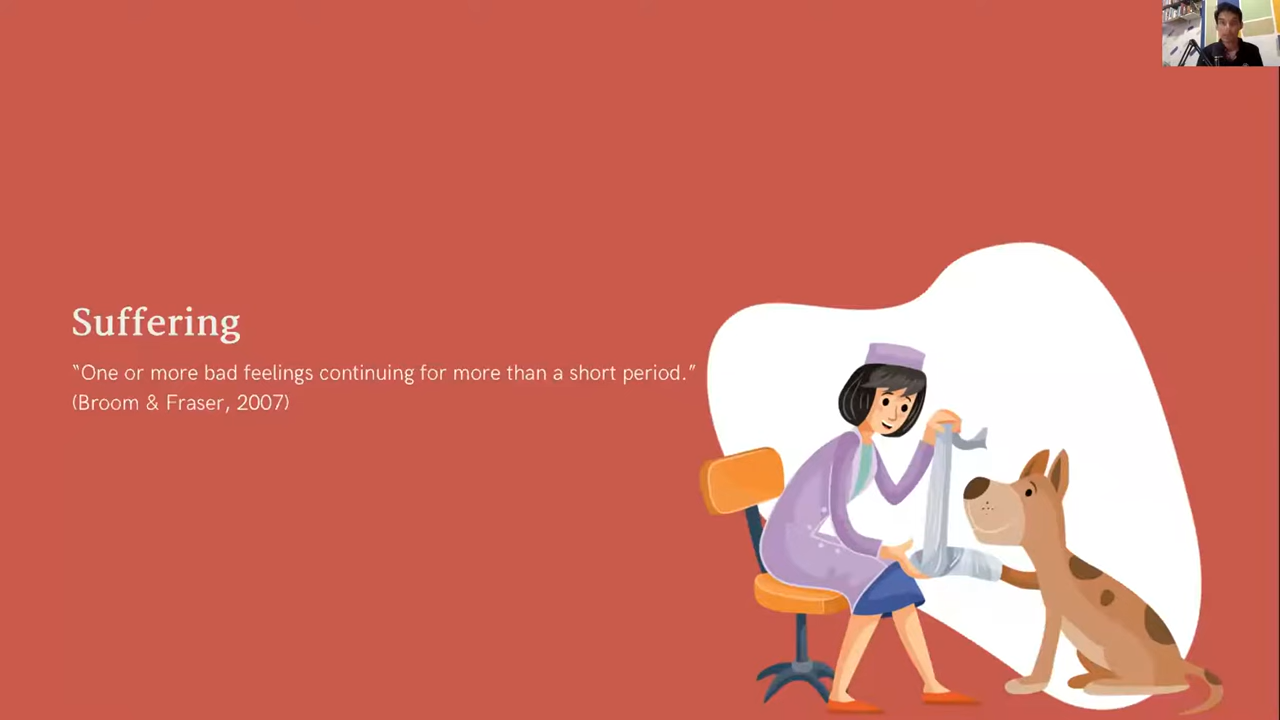 Suffering
“One or more bad feelings continuing for more than a short period.”
(Broom & Fraser, 2007)